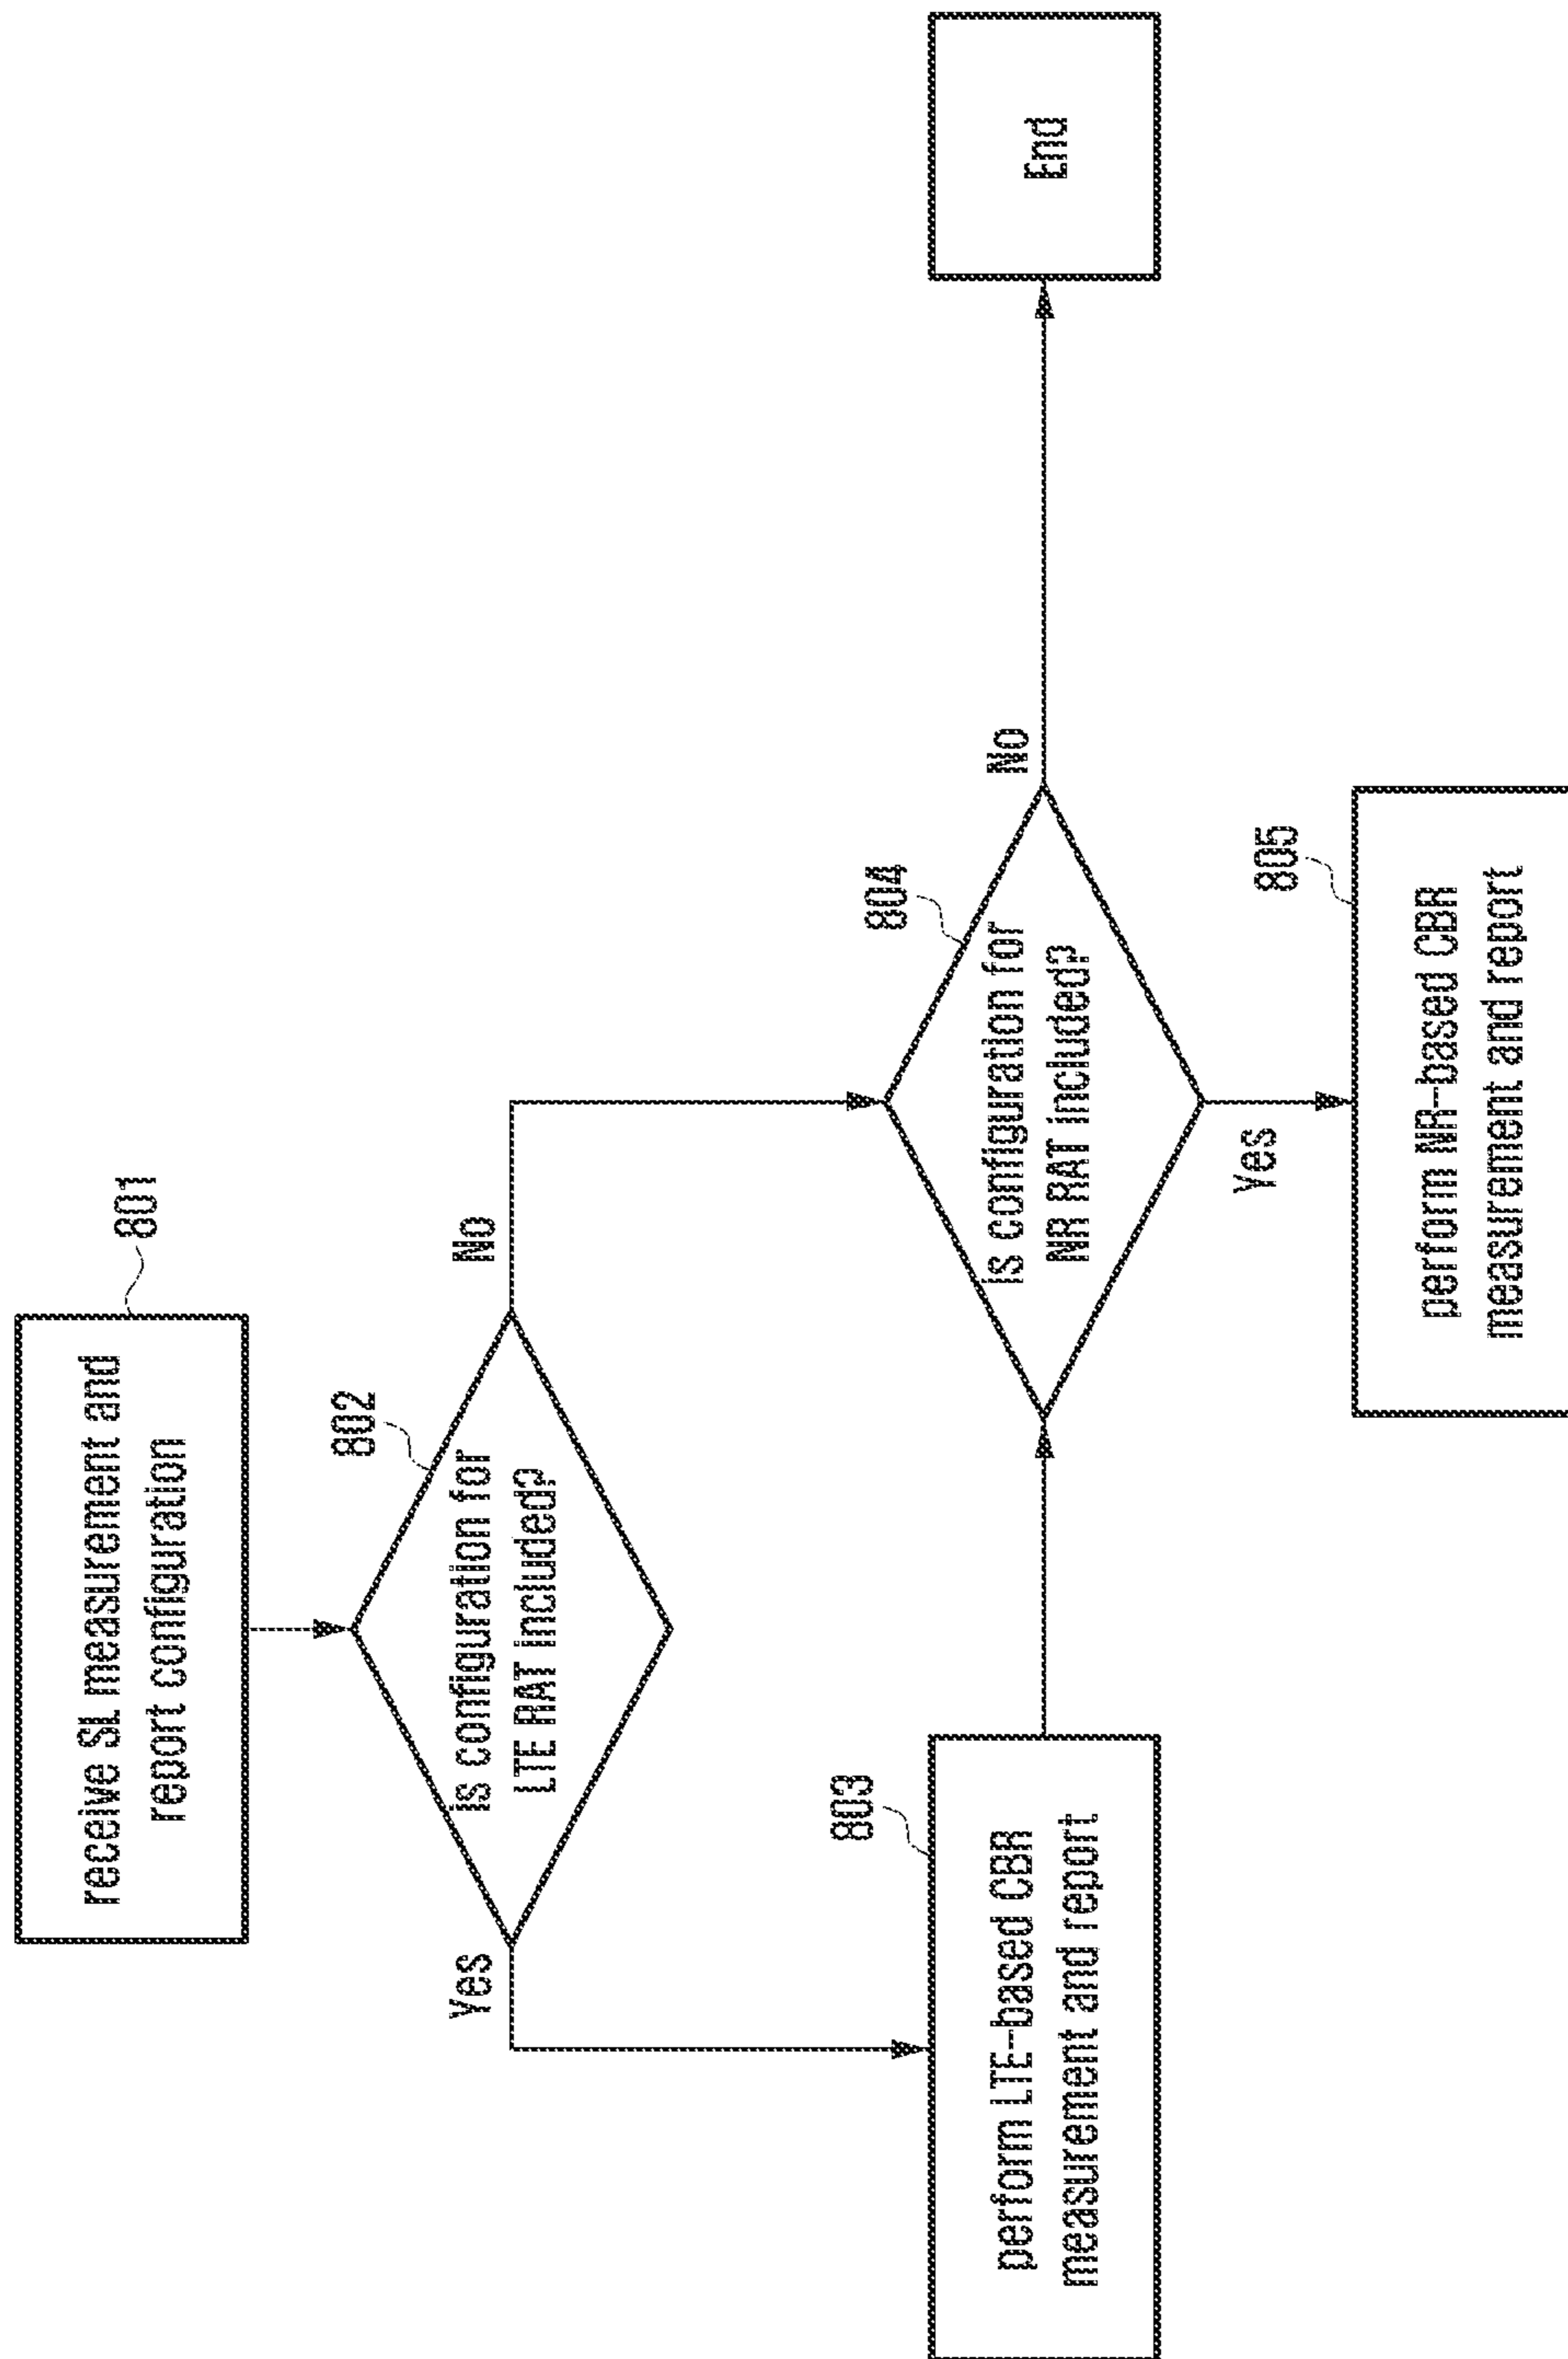 receive SL measurement and
report configuration
801
is configuration for
LTE RAT included?
802
Yes
No
perform LTE-based CBR
measurement and report
803
is configuration for
NR RAT included?
804
No
Yes
End
perform NR-based CBR
measurement and report
805